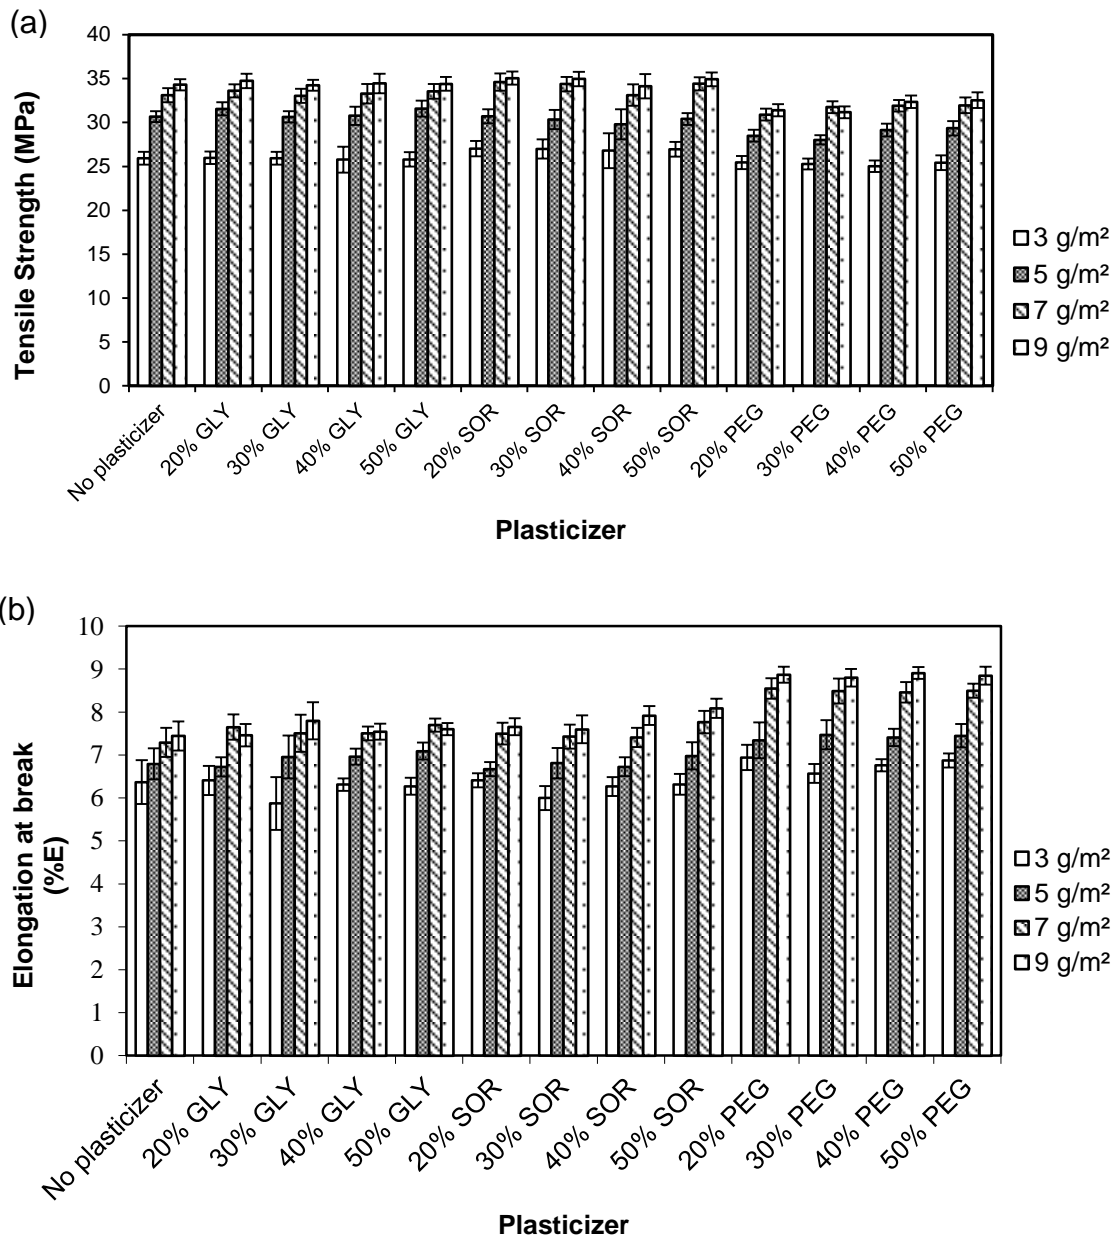 (a)
40
35
30
25
20
15
10
5
0
Tensile Strength (MPa)
No plasticizer
20% GLY
30% GLY
40% GLY
50% GLY
20% SOR
30% SOR
40% SOR
50% SOR
20% PEG
30% PEG
40% PEG
50% PEG
Plasticizer
3 g/m²
5 g/m²
7 g/m²
9 g/m²
(b)
10
9
8
7
6
5
4
3
2
1
0
Elongation at break
(%E)
No plasticizer
20% GLY
30% GLY
40% GLY
50% GLY
20% SOR
30% SOR
40% SOR
50% SOR
20% PEG
30% PEG
40% PEG
50% PEG
Plasticizer
3 g/m²
5 g/m²
7 g/m²
9 g/m²